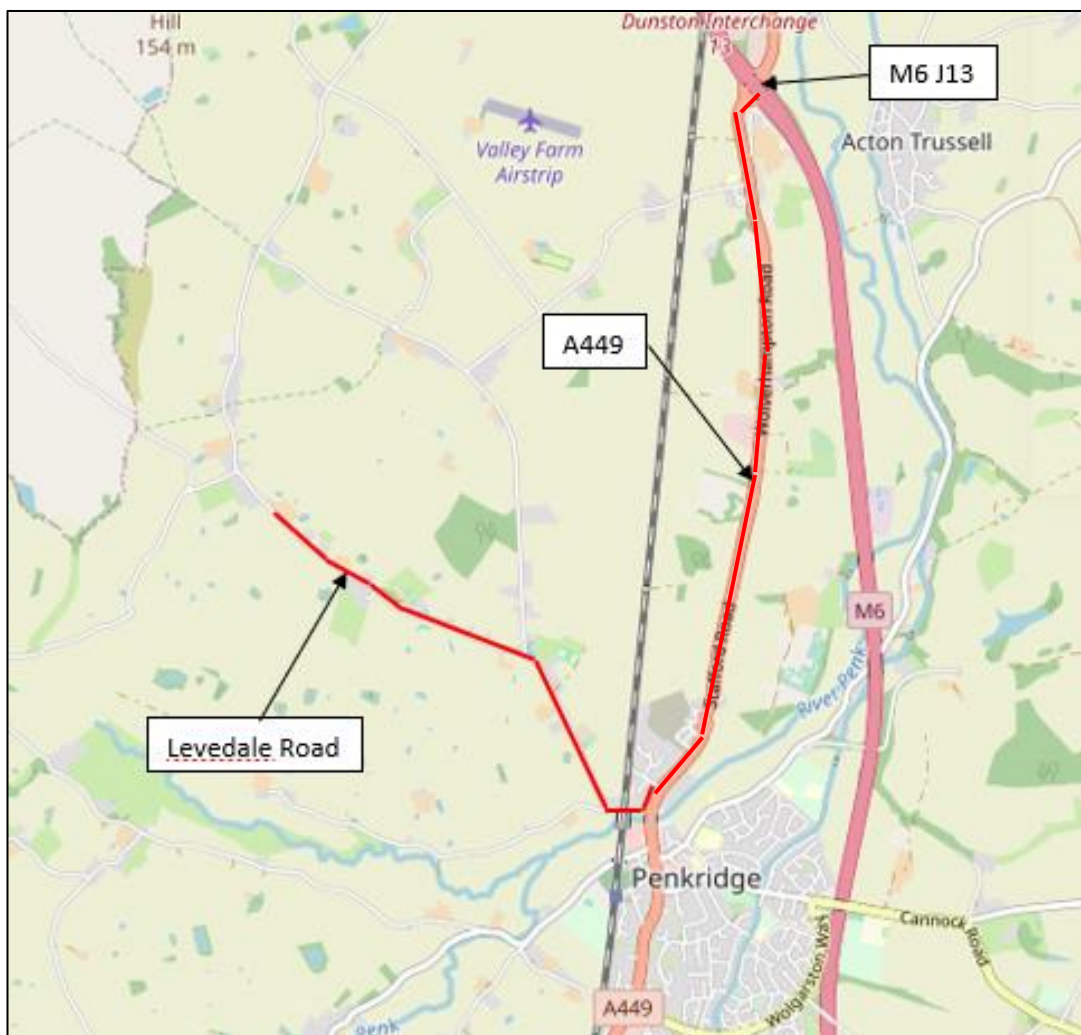 Hill
154 m
Dunston Interchange
13
M6 J13
Valley Farm
Airstrip
Acton Trussell
Wolverhampton Road
A449
Stafford Road
M6
River Penk
Levedale Road
Penkridge
Cannock
Road
Wolgarston Way
A449
Penk